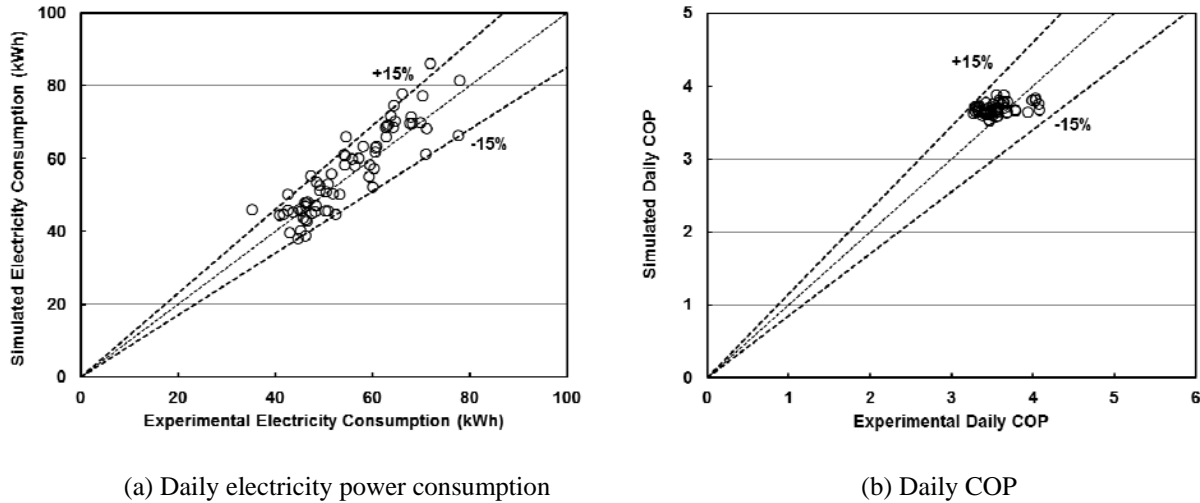 Simulated Electricity Consumption (kWh)
100
80
60
40
20
0
+15%
-15%
0 20 40 60 80 100
Experimental Electricity Consumption (kWh)
(a) Daily electricity power consumption
Simulated Daily COP
5
4
3
2
1
0
+15%
-15%
0 1 2 3 4 5 6
Experimental Daily COP
(b) Daily COP